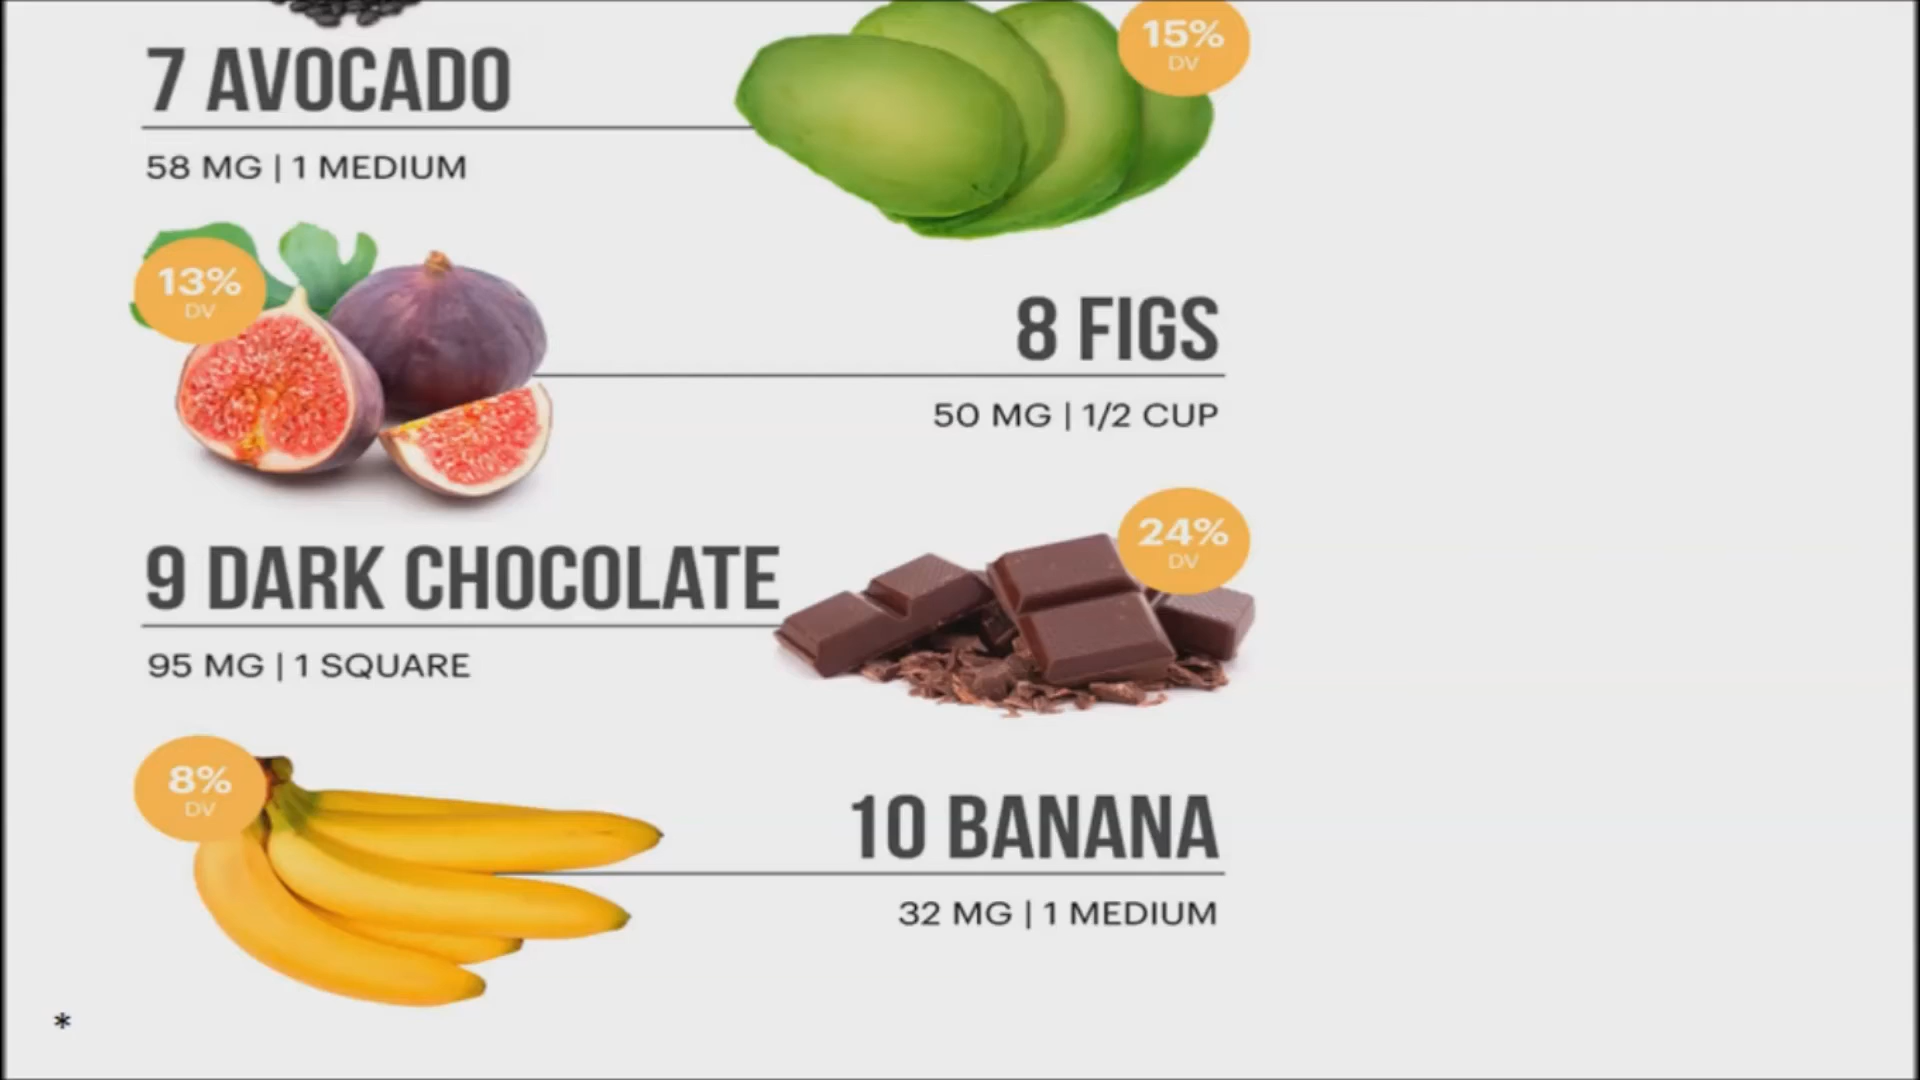 15%
DV
7 AVOCADO
58 MG | 1 MEDIUM
13%
DV
8 FIGS
50 MG | 1/2 CUP
24%
DV
9 DARK CHOCOLATE
95 MG | 1 SQUARE
8%
DV
10 BANANA
32 MG | 1 MEDIUM
*